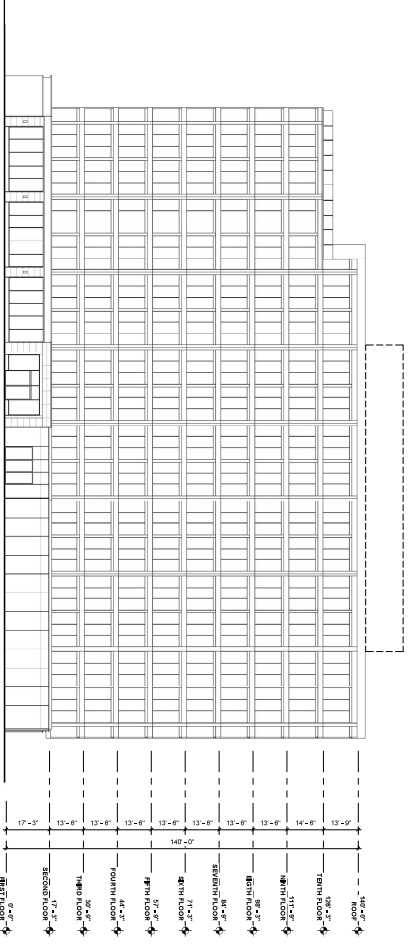 17' - 3"
13' - 6"
13' - 6"
13' - 6"
13' - 6"
13' - 6"
13' - 6"
13' - 6"
14' - 6"
13' - 9"
140' - 0"
140' - 0"
ROOF
126' - 3"
TENTH FLOOR
111' - 9"
NINTH FLOOR
98' - 3"
EIGTH FLOOR
84' - 9"
SEVENTH FLOOR
71' - 3"
SIXTH FLOOR
57' - 9"
FIFTH FLOOR
44' - 3"
FOURTH FLOOR
30' - 9"
THIRD FLOOR
17' - 3"
SECOND FLOOR
0' - 0"
FIRST FLOOR